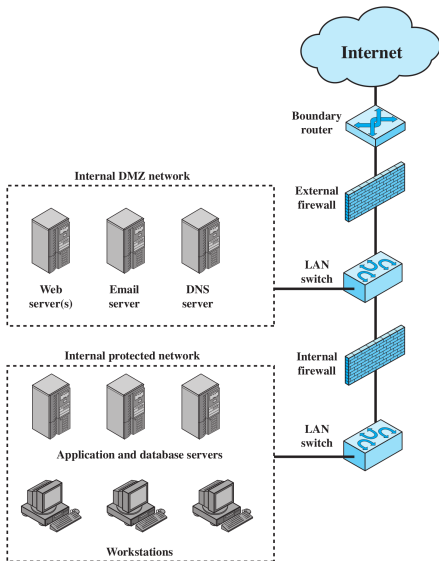 Internet
Boundary
router
Internal DMZ network
External
firewall
Web
server(s)
Email
server
DNS
server
LAN
switch
Internal protected network
Internal
firewall
Application and database servers
LAN
switch
Workstations